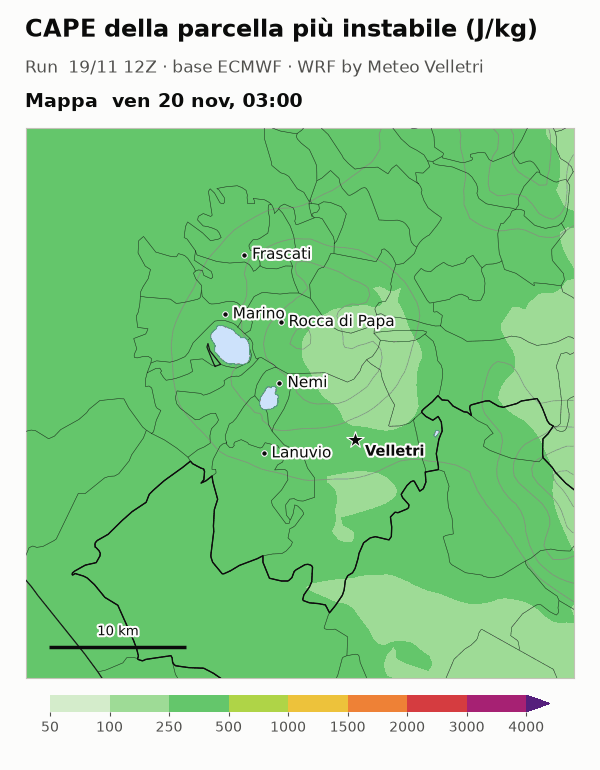 CAPE della parcella più instabile (J/kg)
Run  19/11 12Z · base ECMWF · WRF by Meteo Velletri
Mappa  ven 20 nov, 03:00
Frascati
Marino
Rocca di Papa
Nemi
Velletri
Lanuvio
10 km
50 100 250 500 1000 1500 2000 3000 4000